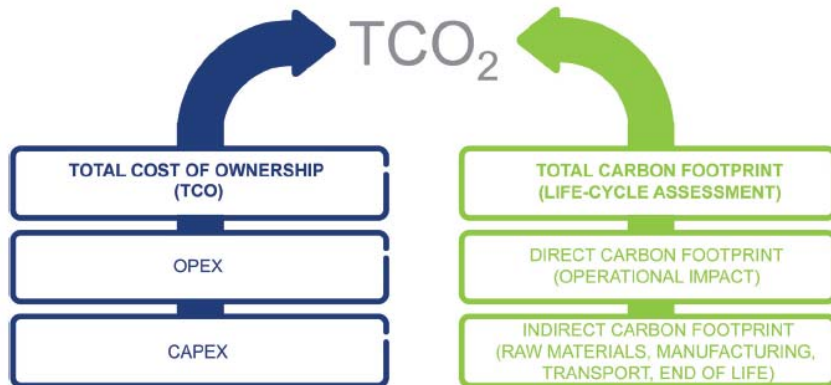 TCO₂
TOTAL COST OF OWNERSHIP
(TCO)
OPEX
CAPEX
TOTAL CARBON FOOTPRINT
(LIFE-CYCLE ASSESSMENT)
DIRECT CARBON FOOTPRINT
(OPERATIONAL IMPACT)
INDIRECT CARBON FOOTPRINT
(RAW MATERIALS, MANUFACTURING,
TRANSPORT, END OF LIFE)